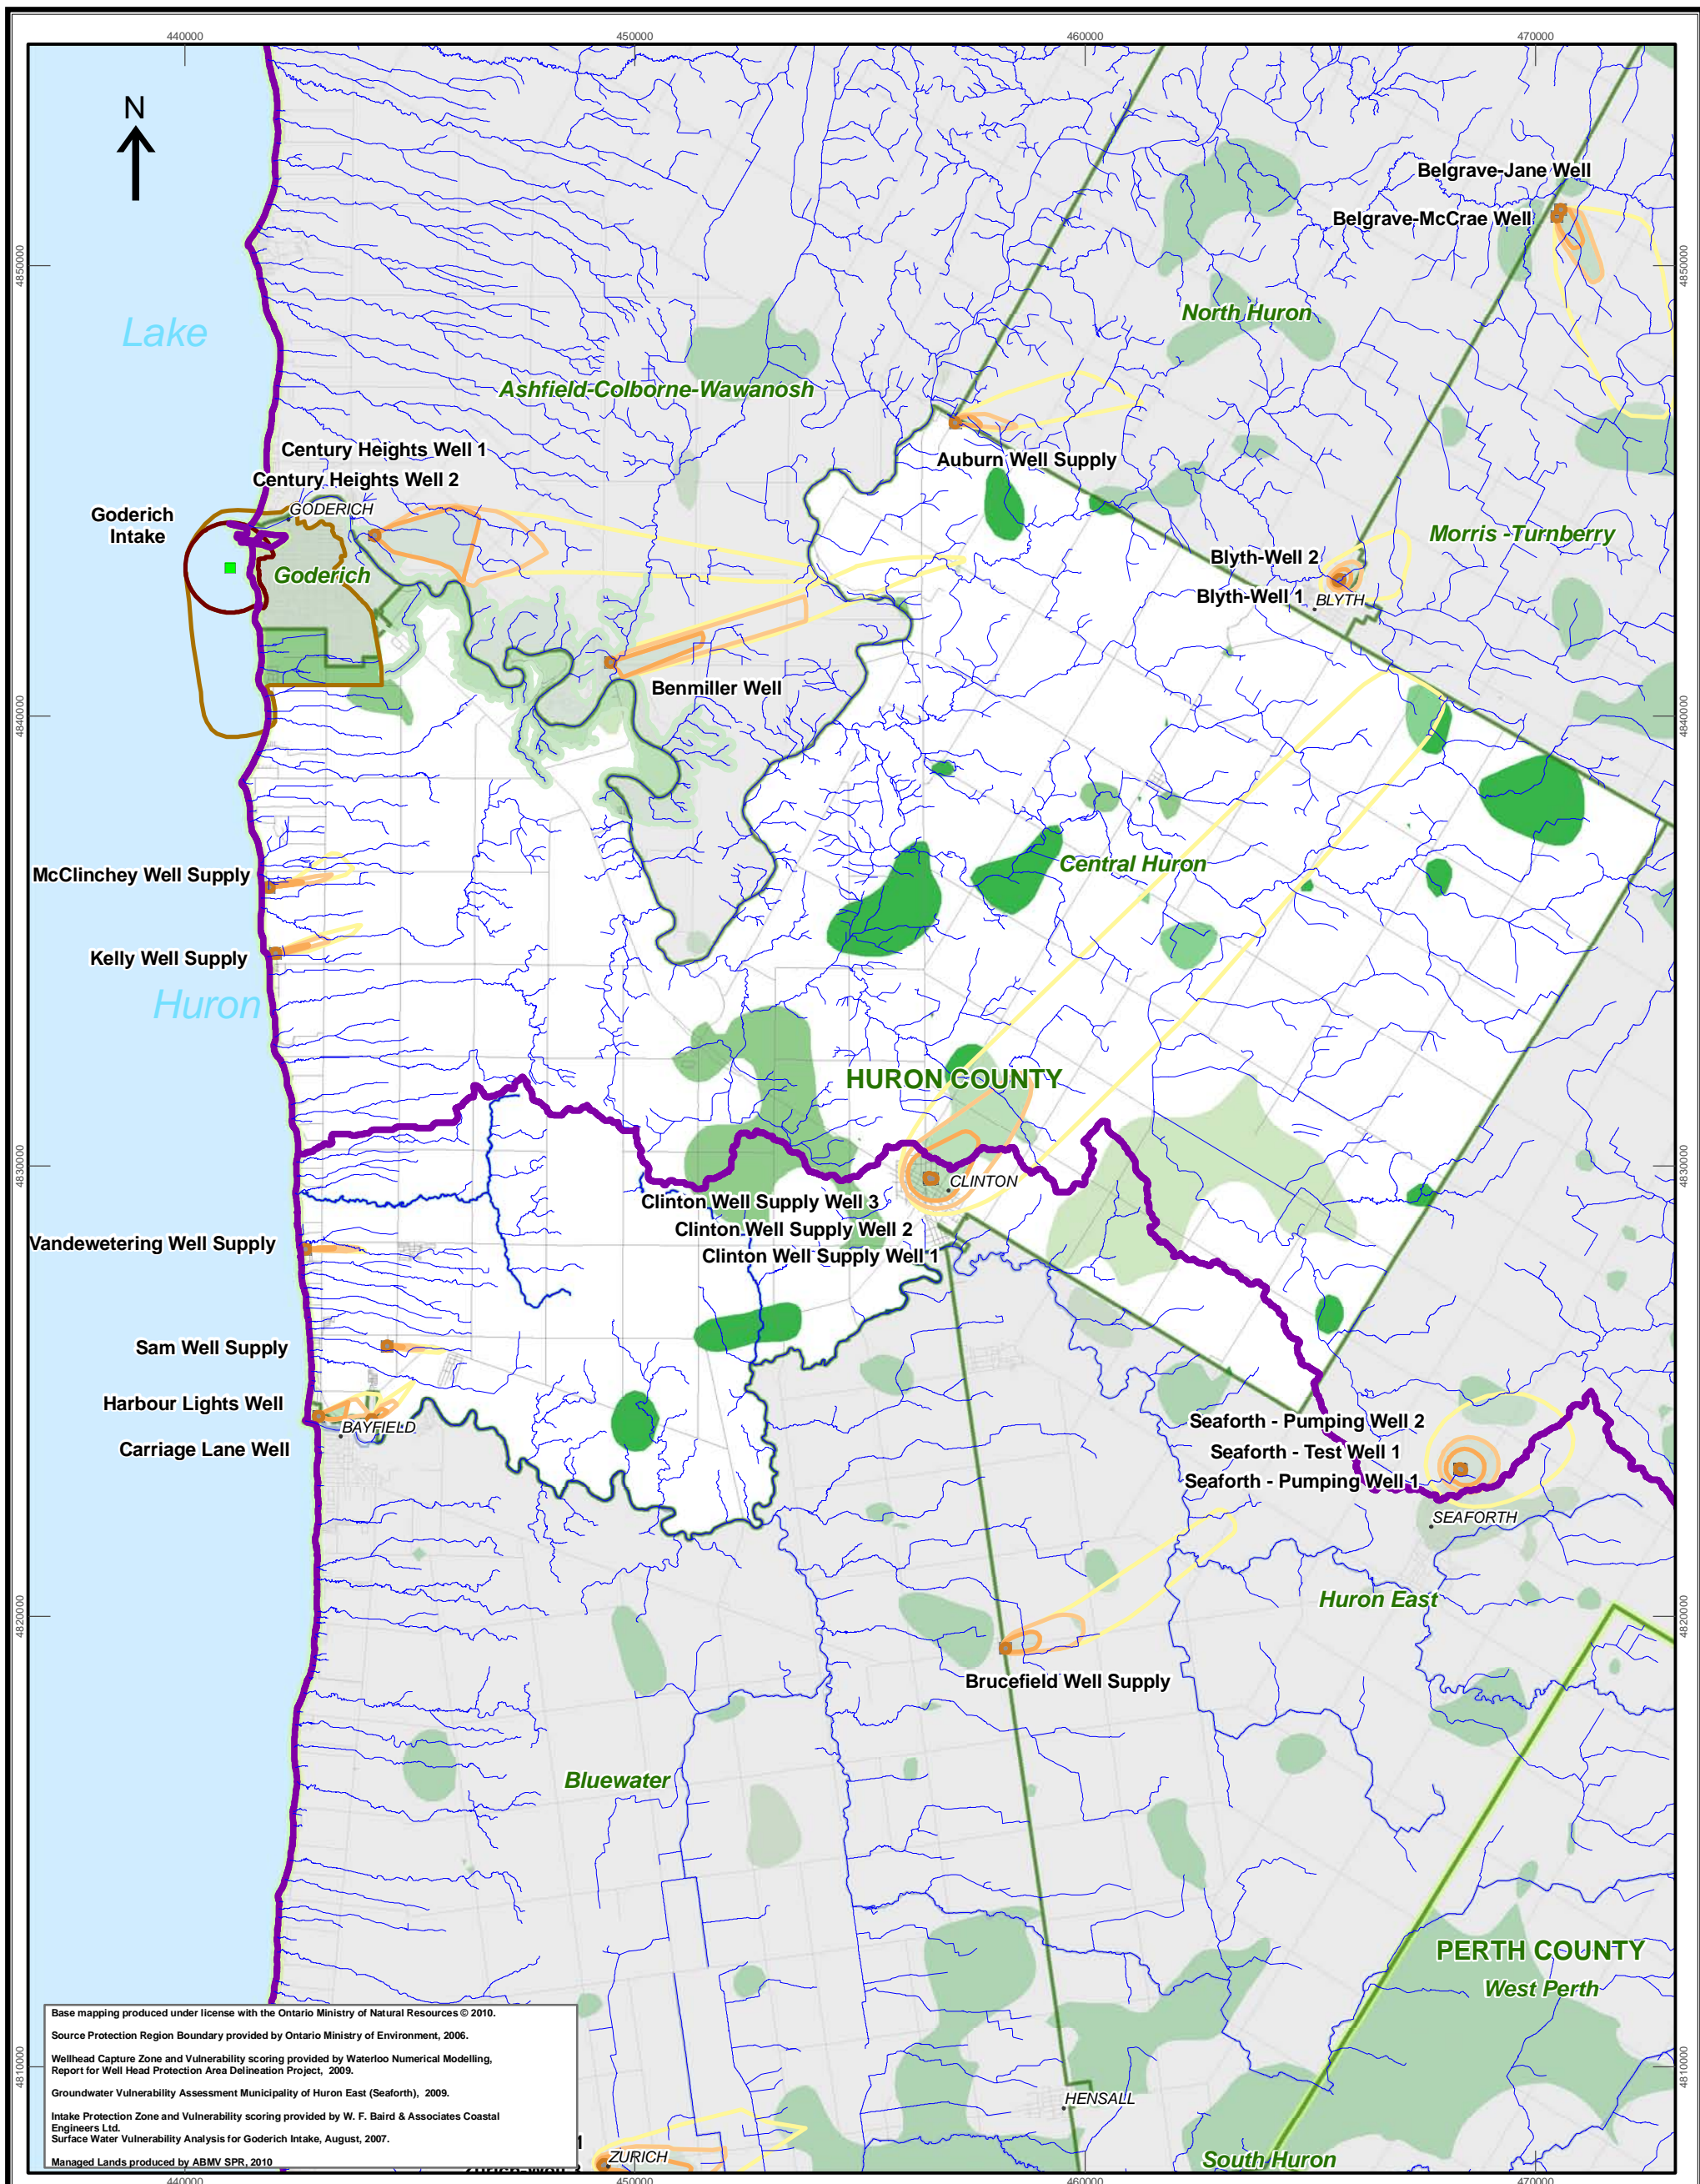 440000
450000
460000
470000
N
Belgrave-Jane Well
Belgrave-McCrae Well
4850000
4850000
North Huron
Lake
Ashfield-Colborne-Wawanosh
Century Heights Well 1
Auburn Well Supply
Century Heights Well 2
GODERICH
Goderich
Intake
Morris -Turnberry
Blyth-Well 2
Goderich
Blyth-Well 1
BLYTH
Benmiller Well
4840000
4840000
Central Huron
McClinchey Well Supply
Kelly Well Supply
Huron
HURON COUNTY
4830000
4830000
CLINTON
Clinton Well Supply Well 3
Clinton Well Supply Well 2
Vandewetering Well Supply
Clinton Well Supply Well 1
Sam Well Supply
Harbour Lights Well
BAYFIELD
Carriage Lane Well
Seaforth - Pumping Well 2
Seaforth - Test Well 1
Seaforth - Pumping Well 1
SEAFORTH
Huron East
4820000
4820000
Brucefield Well Supply
Bluewater
PERTH COUNTY
West Perth
Base mapping produced under license with the Ontario Ministry of Natural Resources © 2010.
Source Protection Region Boundary provided by Ontario Ministry of Environment, 2006.
Wellhead Capture Zone and Vulnerability scoring provided by Waterloo Numerical Modelling,
Report for Well Head Protection Area Delineation Project, 2009.
Groundwater Vulnerability Assessment Municipality of Huron East (Seaforth), 2009.
Intake Protection Zone and Vulnerability scoring provided by W. F. Baird & Associates Coastal
Engineers Ltd.
Surface Water Vulnerability Analysis for Goderich Intake, August, 2007.
Managed Lands produced by ABMV SPR, 2010
4810000
4810000
HENSALL
1
ZURICH
South Huron
440000
450000
460000
470000